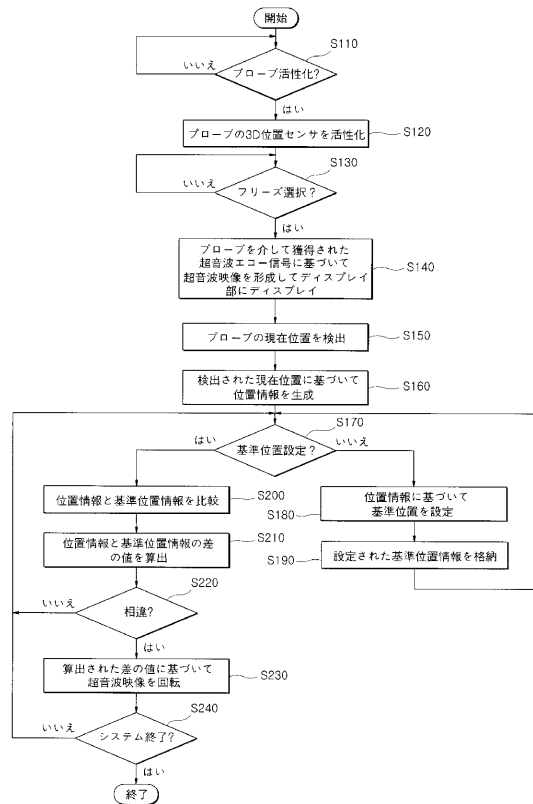 開始
S110
プローブ活性化?
いいえ
はい
プローブの3D位置センサを活性化
S120
S130
フリーズ選択?
いいえ
はい
プローブを介して獲得された
超音波エコー信号に基づいて
超音波映像を形成してディスプレイ
部にディスプレイ
S140
プローブの現在位置を検出
S150
検出された現在位置に基づいて
位置情報を生成
S160
S170
基準位置設定?
はい
いいえ
位置情報と基準位置情報を比較
S200
位置情報に基づいて
基準位置を設定
S180
位置情報と基準位置情報の差
の値を算出
S210
設定された基準位置情報を格納
S190
S220
相違?
いいえ
はい
算出された差の値に基づいて
超音波映像を回転
S230
S240
システム終了?
いいえ
はい
終了